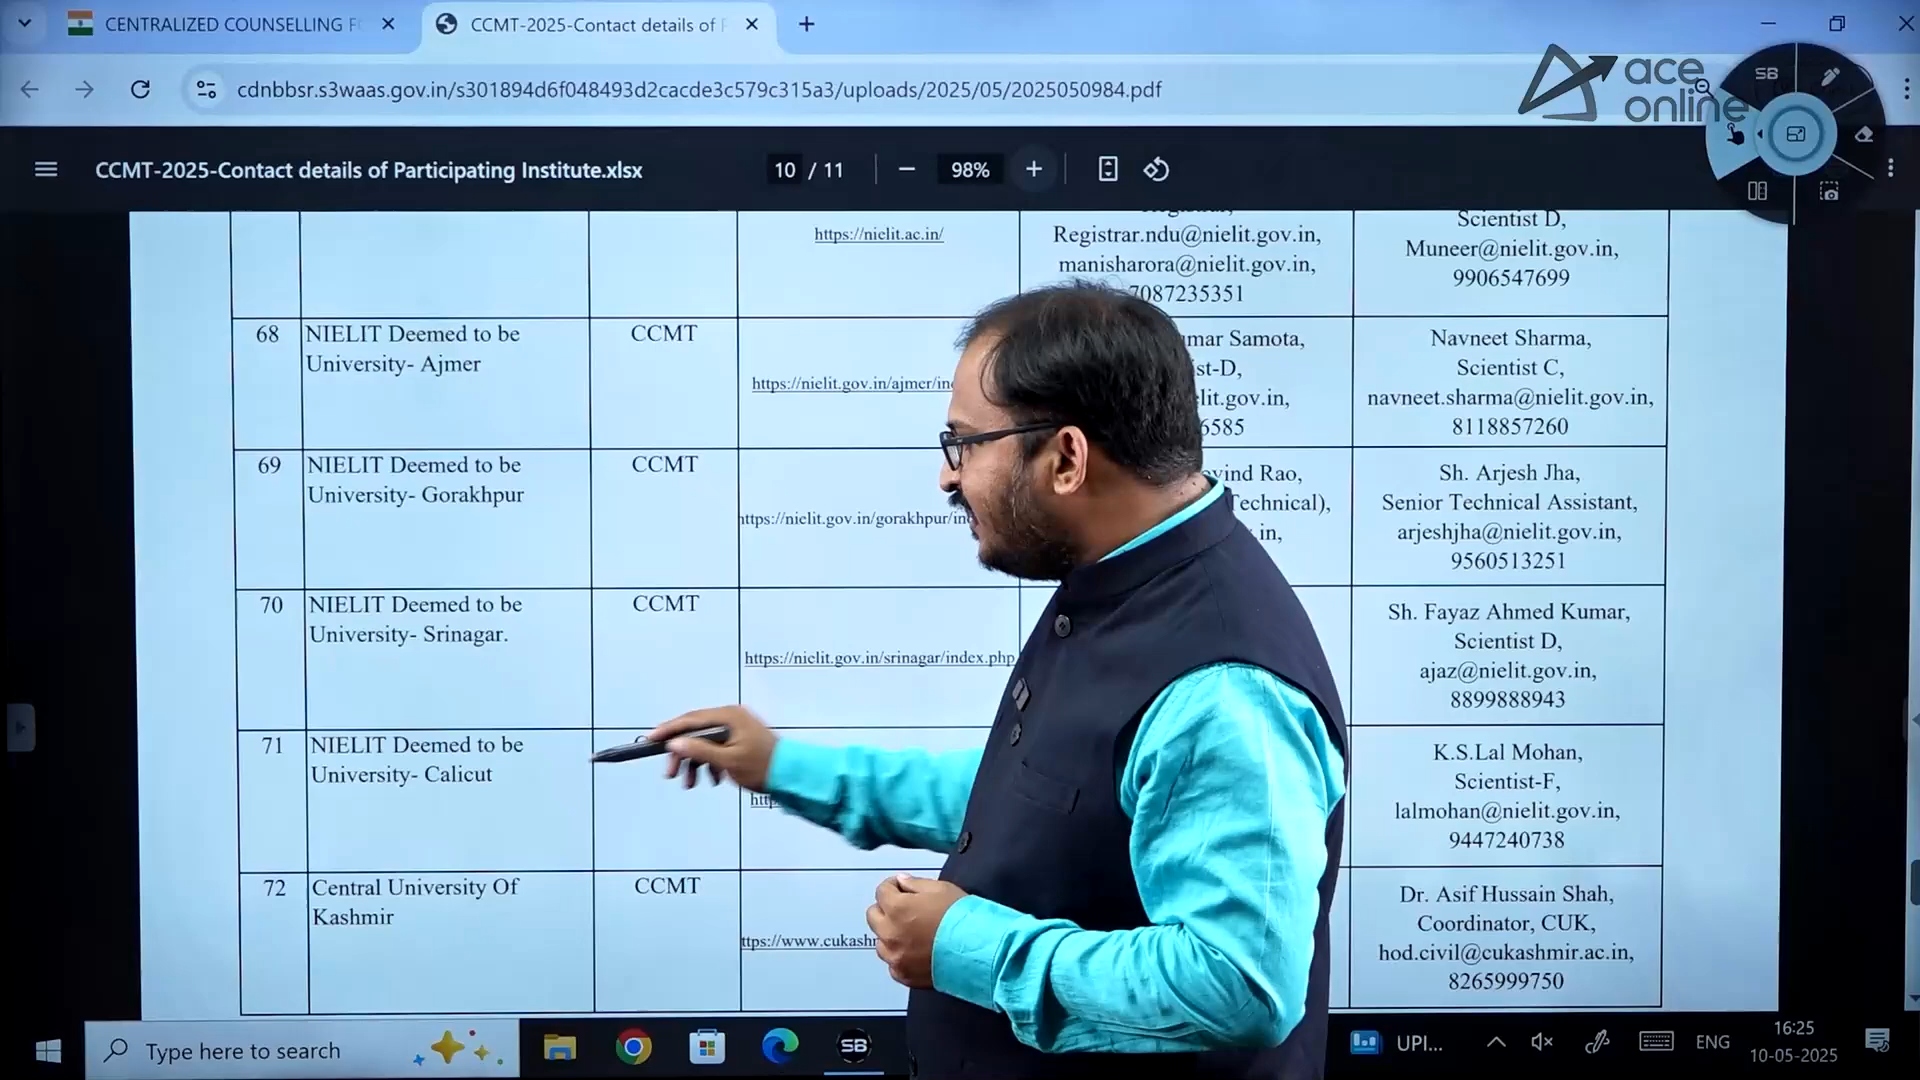 CENTRALIZED COUNSELLING F
CCMT-2025-Contact details of
cdnbbsr.s3waas.gov.in/s301894d6f048493d2cacde3c579c315a3/uploads/2025/05/2025050984.pdf
ace
online
SB
CCMT-2025-Contact details of Participating Institute.xlsx
10 / 11
98%
https://nielit.ac.in/
Registrar.ndu@nielit.gov.in,
manisharora@nielit.gov.in,
7087235351
Scientist D,
Muneer@nielit.gov.in,
9906547699
68
NIELIT Deemed to be
University- Ajmer
CCMT
https://nielit.gov.in/ajmer/in
mar Samota,
st-D,
lit.gov.in,
6585
Navneet Sharma,
Scientist C,
navneet.sharma@nielit.gov.in,
8118857260
69
NIELIT Deemed to be
University- Gorakhpur
CCMT
https://nielit.gov.in/gorakhpur/in
ovind Rao,
Technical),
.in,
Sh. Arjesh Jha,
Senior Technical Assistant,
arjeshjha@nielit.gov.in,
9560513251
70
NIELIT Deemed to be
University- Srinagar.
CCMT
https://nielit.gov.in/srinagar/index.php
Sh. Fayaz Ahmed Kumar,
Scientist D,
ajaz@nielit.gov.in,
8899888943
71
NIELIT Deemed to be
University- Calicut
K.S.Lal Mohan,
Scientist-F,
lalmohan@nielit.gov.in,
9447240738
72
Central University Of
Kashmir
CCMT
ttps://www.cukashm
Dr. Asif Hussain Shah,
Coordinator, CUK,
hod.civil@cukashmir.ac.in,
8265999750
Type here to search
SB
UPI...
ENG
16:25
10-05-2025